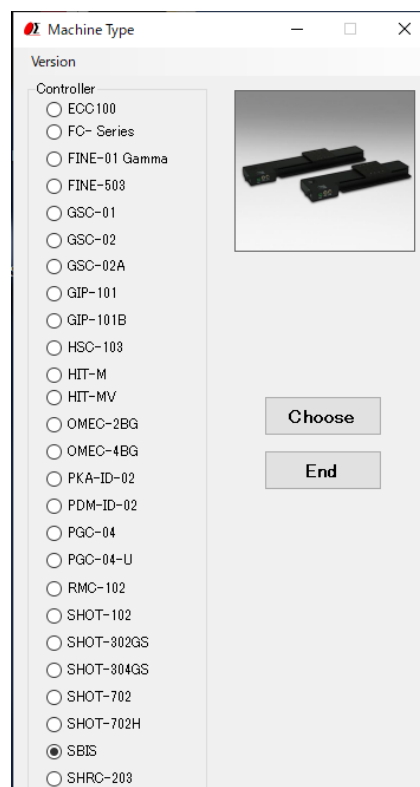 Machine Type
Version
Controller
ECC100
FC- Series
FINE-01 Gamma
FINE-503
GSC-01
GSC-02
GSC-02A
GIP-101
GIP-101B
HSC-103
HIT-M
HIT-MV
OMEC-2BG
OMEC-4BG
PKA-ID-02
PDM-ID-02
PGC-04
PGC-04-U
RMC-102
SHOT-102
SHOT-302GS
SHOT-304GS
SHOT-702
SHOT-702H
SBIS
SHRC-203
Choose
End